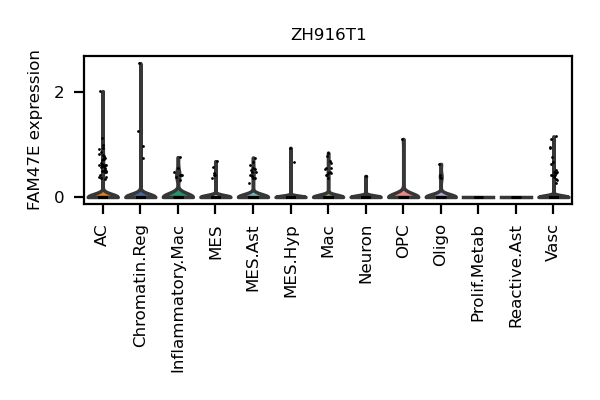 ZH916T1
FAM47E expression
2
0
AC
Chromatin.Reg
Inflammatory.Mac
MES
MES.Ast
MES.Hyp
Mac
Neuron
OPC
Oligo
Prolif.Metab
Reactive.Ast
Vasc